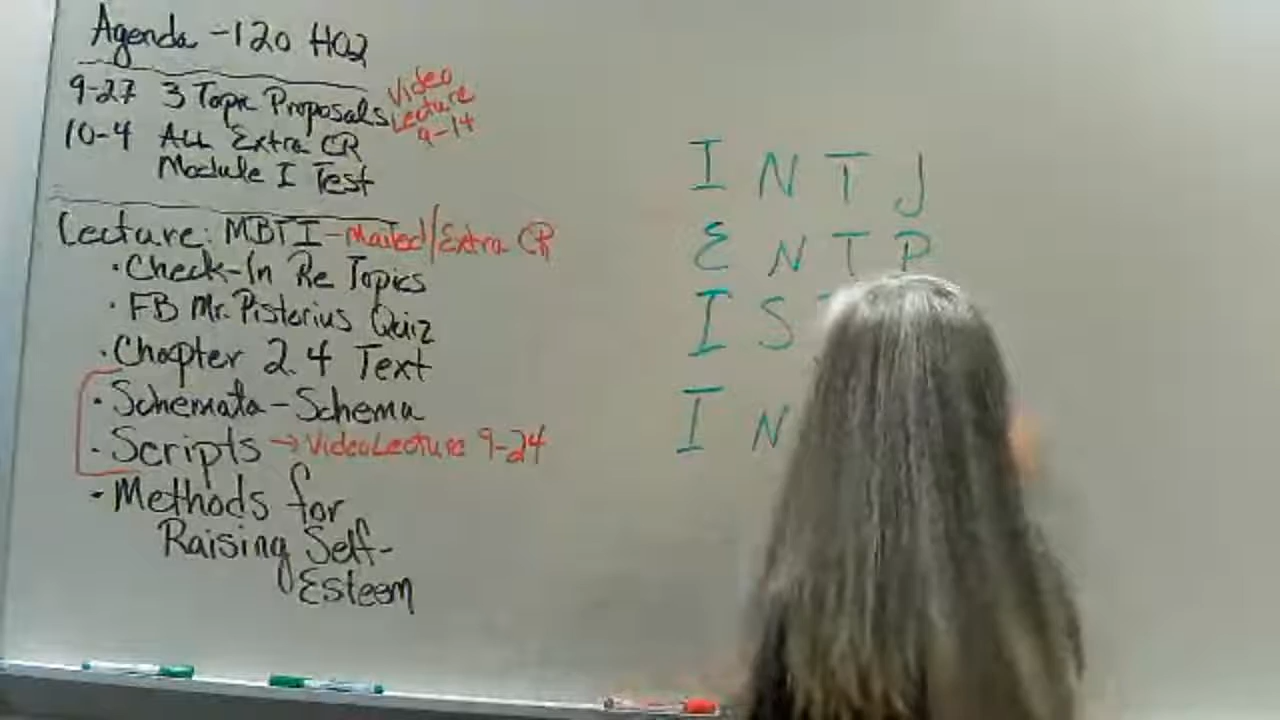 Agenda -120 H02
9-27 3 Topic Proposals Video Lecture 9-14
10-4 ALL Extra CR
Module I Test
Lecture: MBTI-Mailed/Extra CR
·Check-In Re Topics
·FB Mr. Pistorius Quiz
·Chapter 2.4 Text
·Schemata-Schema
·Scripts →Video Lecture 9-24
·Methods for
Raising Self-
Esteem
I N T J
E N T P
I S
I N